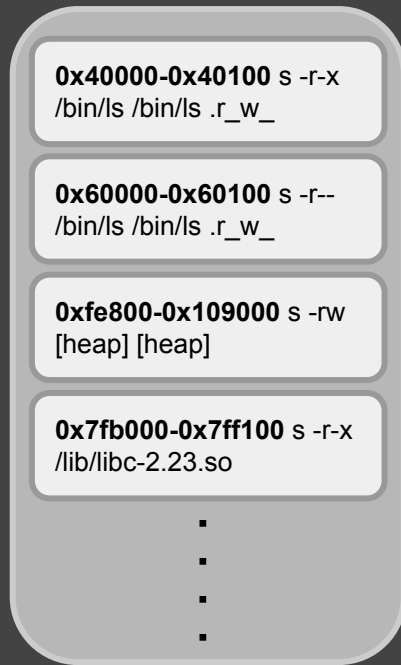 0x40000-0x40100 s -r-x
/bin/ls /bin/ls .r_w_
0x60000-0x60100 s -r--
/bin/ls /bin/ls .r_w_
0xfe800-0x109000 s -rw
[heap] [heap]
0x7fb000-0x7ff100 s -r-x
/lib/libc-2.23.so
.
.
.
.